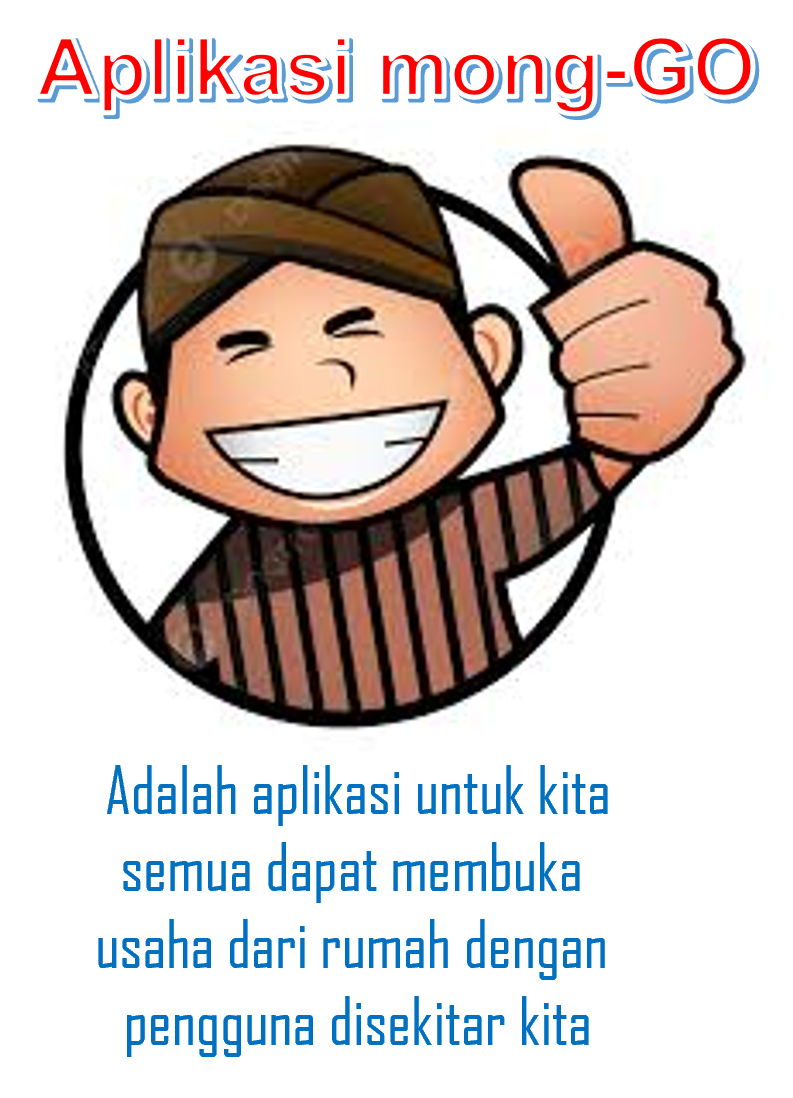 Aplikasi mong-GO
Adalah aplikasi untuk kita
semua dapat membuka
usaha dari rumah dengan
pengguna disekitar kita